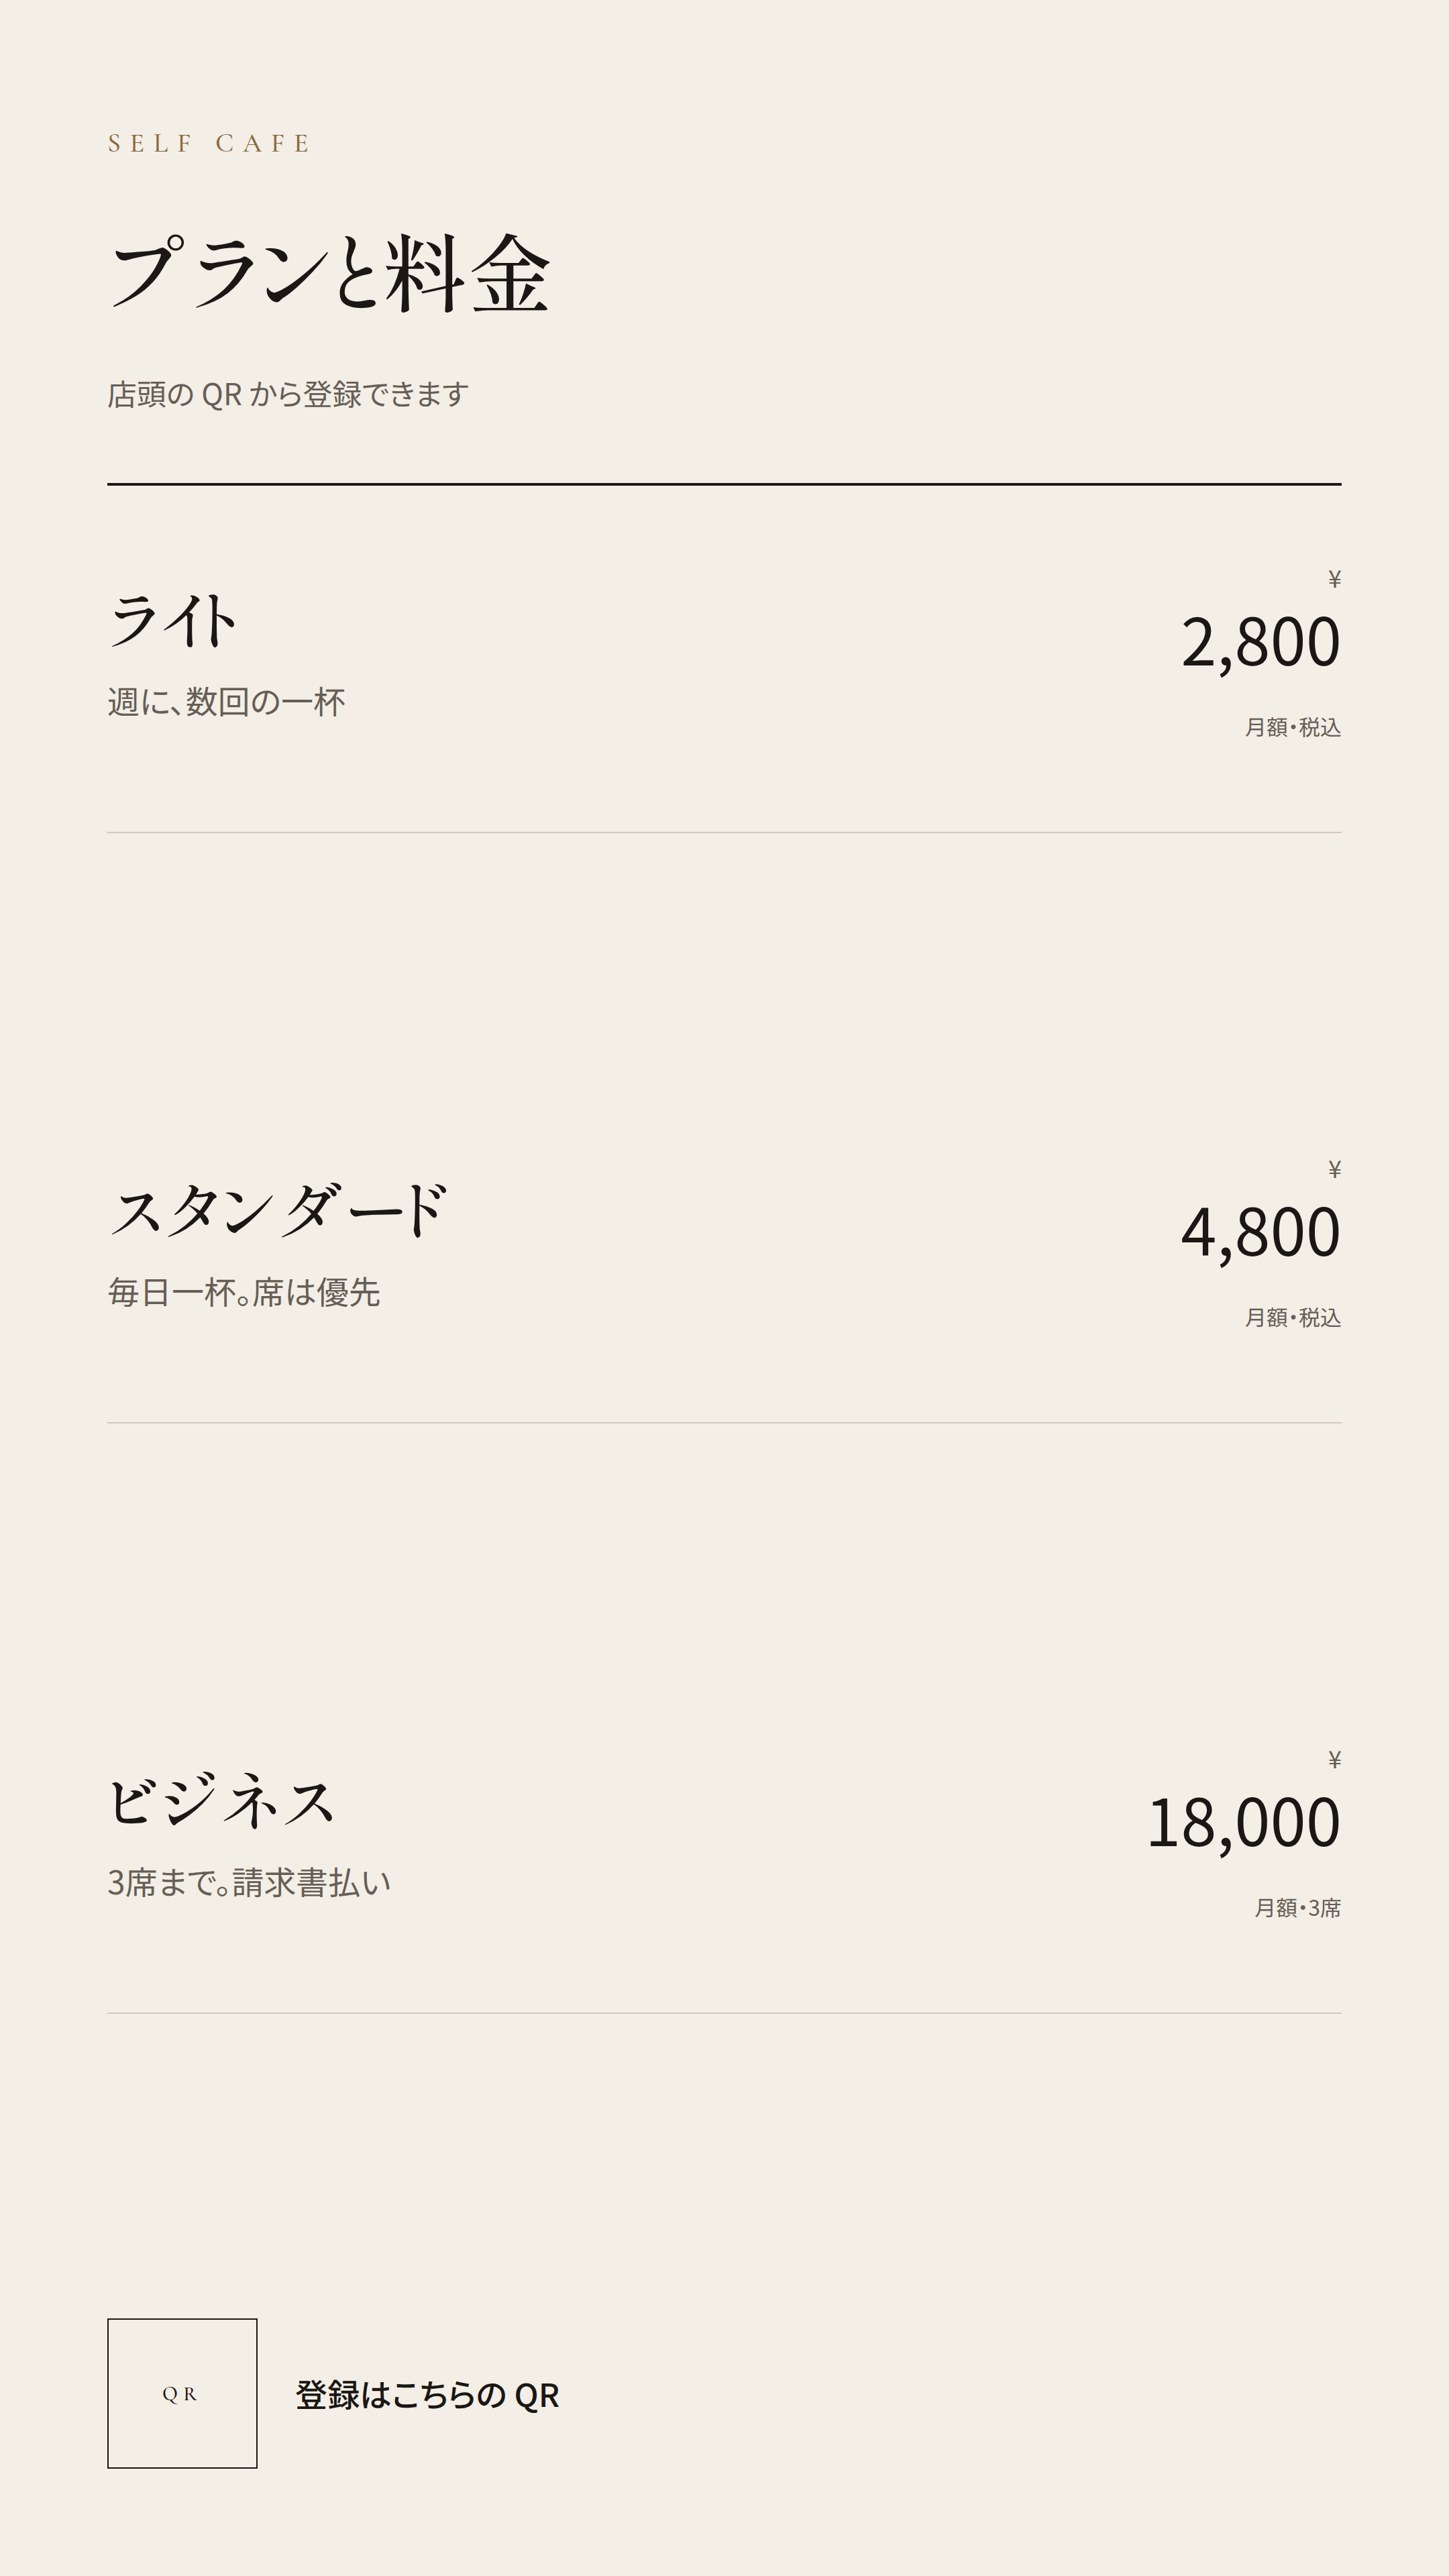 SELF CAFE
プランと料金
店頭の QR から登録できます
ライト
週に、数回の一杯
¥
2,800
月額・税込
スタンダード
毎日一杯。席は優先
¥
4,800
月額・税込
ビジネス
3席まで。請求書払い
¥
18,000
月額・3席
QR
登録はこちらの QR